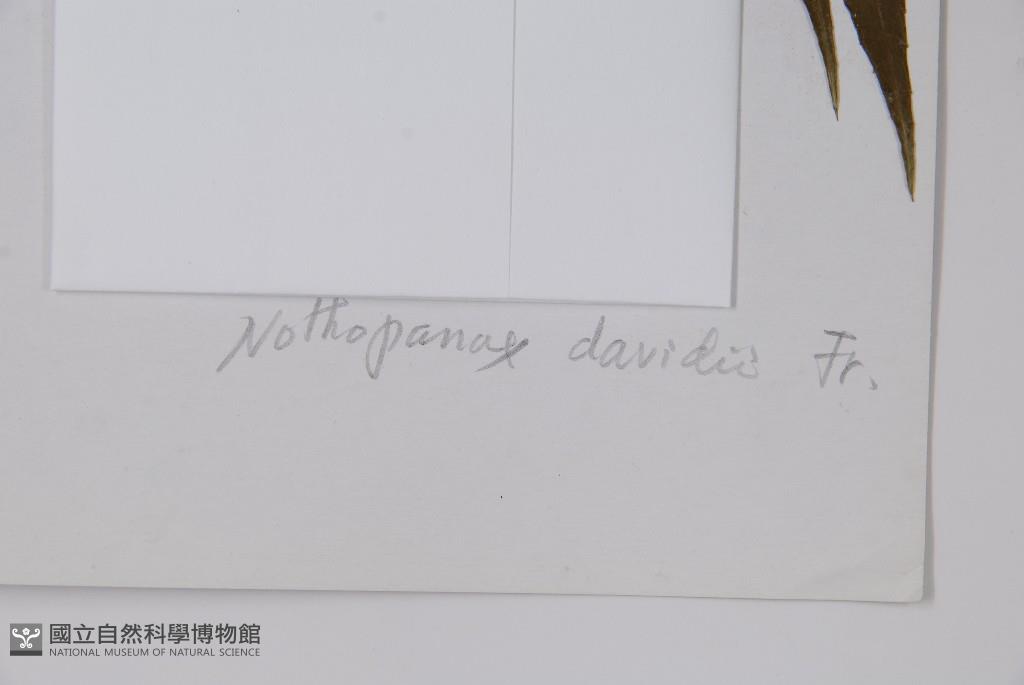 Nothopanax davidii Fr.
國立自然科學博物館
NATIONAL MUSEUM OF NATURAL SCIENCE